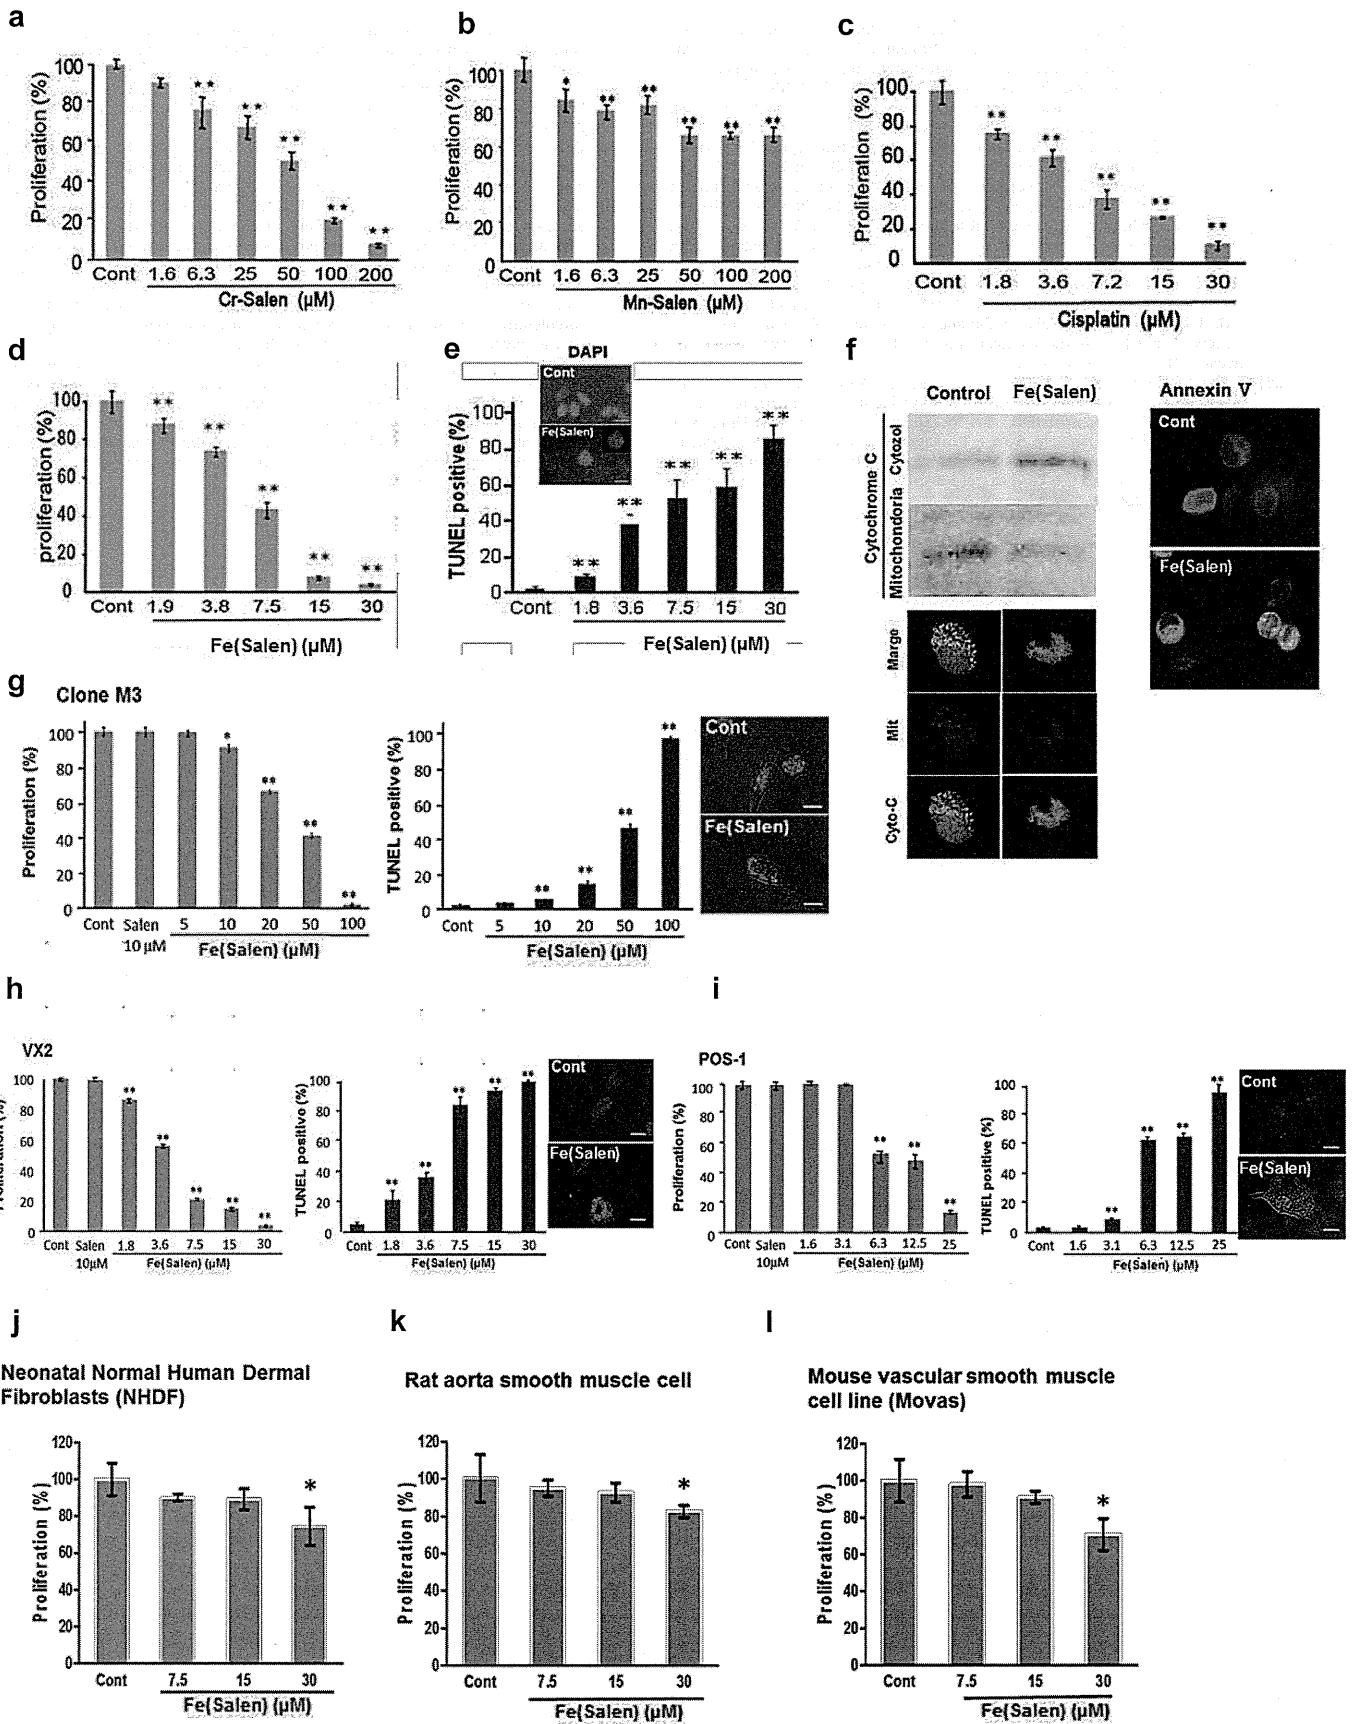 a
100
80
60
40
20
0
Proliferation (%)
★★ ★★ ★★ ★★ ★★
Cont 1.6 6.3 25 50 100 200
Cr-Salen (µM)
b
100
80
60
40
20
0
Proliferation (%)
* ** ** ** ** **
Cont 1.6 6.3 25 50 100 200
Mn-Salen (µM)
c
100
80
60
40
20
0
Proliferation (%)
** ** ** ** **
Cont 1.8 3.6 7.2 15 30
Cisplatin (µM)
d
100
80
60
40
20
0
proliferation (%)
** ** ** ** **
Cont 1.9 3.8 7.5 15 30
Fe(Salen) (µM)
e
DAPI
Cont
Fe(Salen)
100
80
60
40
20
0
TUNEL positive (%)
** ** ** ** **
Cont 1.8 3.6 7.5 15 30
Fe(Salen) (µM)
f
Control Fe(Salen)
Cytochrome C
Mitochondoria Cytozol
Marge
Mit
Cyto-C
Annexin V
Cont
Fe(Salen)
g
Clone M3
100
80
60
40
20
0
Proliferation (%)
* ** ** **
Cont Salen 5 10 20 50 100
10 µM Fe(Salen) (µM)
100
80
60
40
20
0
TUNEL positive (%)
** ** ** **
Cont 5 10 20 50 100
Fe(Salen) (µM)
Cont
Fe(Salen)
h
VX2
100
80
60
40
20
0
** ** ** ** **
Cont Salen 1.8 3.6 7.5 15 30
10µM Fe(Salen) (µM)
100
80
60
40
20
0
TUNEL positive (%)
** ** ** ** **
Cont 1.8 3.6 7.5 15 30
Fe(Salen) (µM)
Cont
Fe(Salen)
i
POS-1
100
80
60
40
20
0
Proliferation (%)
** ** **
Cont Salen 1.6 3.1 6.3 12.5 25
10µM Fe(Salen) (µM)
100
80
60
40
20
0
TUNEL positive (%)
** ** ** **
Cont 1.6 3.1 6.3 12.5 25
Fe(Salen) (µM)
Cont
Fe(Salen)
j
Neonatal Normal Human Dermal
Fibroblasts (NHDF)
120
100
80
60
40
20
0
Proliferation (%)
*
Cont 7.5 15 30
Fe(Salen) (µM)
k
Rat aorta smooth muscle cell
120
100
80
60
40
20
0
Proliferation (%)
*
Cont 7.5 15 30
Fe(Salen) (µM)
l
Mouse vascular smooth muscle
cell line (Movas)
120
100
80
60
40
20
0
Proliferation (%)
*
Cont 7.5 15 30
Fe(Salen) (µM)